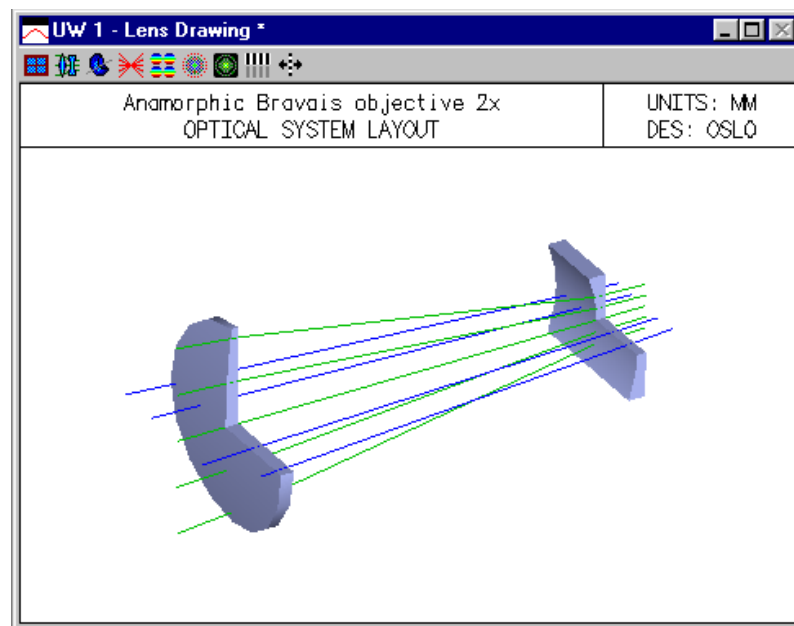 UW 1 - Lens Drawing *
Anamorphic Bravais objective 2x
OPTICAL SYSTEM LAYOUT
UNITS: MM
DES: OSLO